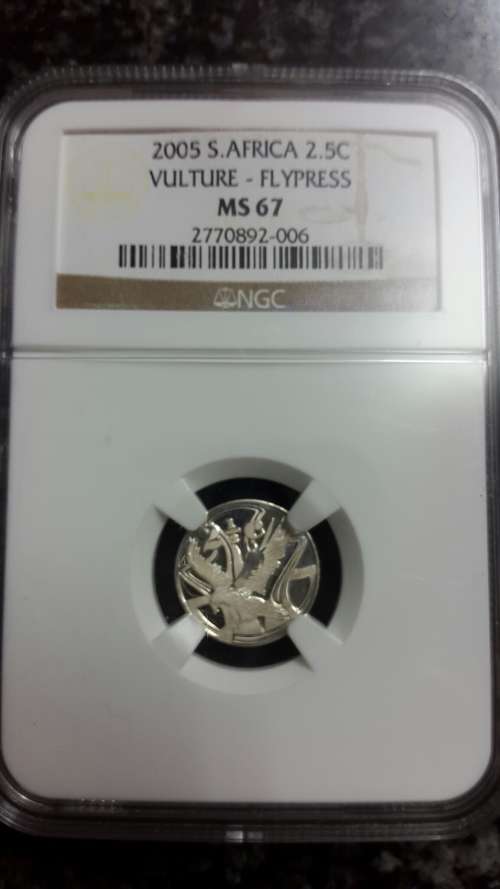 2005 S.AFRICA 2.5C
VULTURE - FLYPRESS
MS 67
2770892-006
NGC